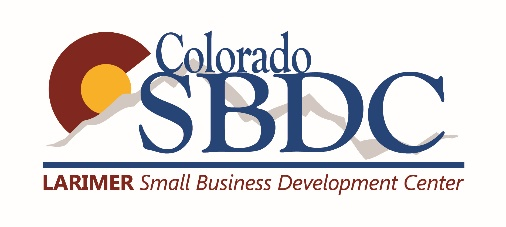 Colorado
SBDC
LARIMER Small Business Development Center